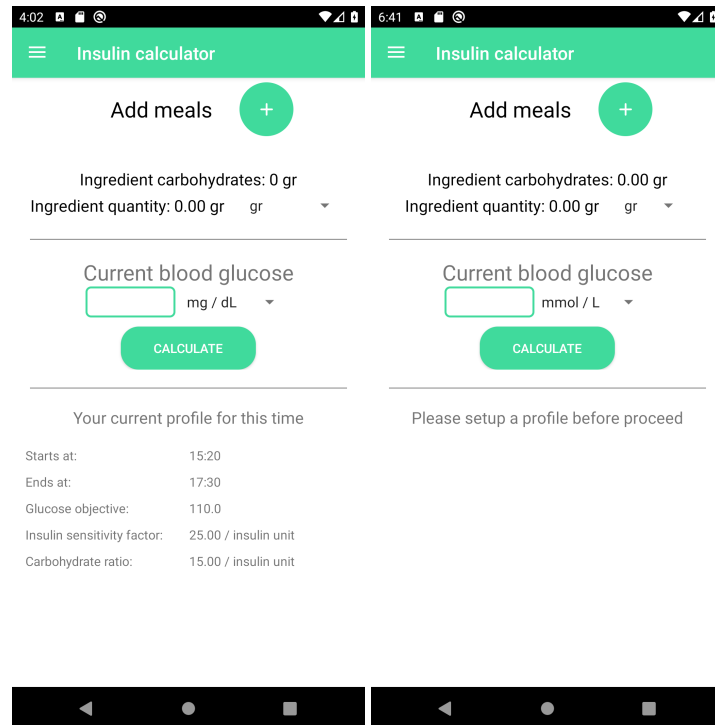 4:02
Insulin calculator
Add meals
+
Ingredient carbohydrates: 0 gr
Ingredient quantity: 0.00 gr gr
Current blood glucose
mg / dL
CALCULATE
Your current profile for this time
Starts at: 15:20
Ends at: 17:30
Glucose objective: 110.0
Insulin sensitivity factor: 25.00 / insulin unit
Carbohydrate ratio: 15.00 / insulin unit
6:41
Insulin calculator
Add meals
+
Ingredient carbohydrates: 0.00 gr
Ingredient quantity: 0.00 gr gr
Current blood glucose
mmol / L
CALCULATE
Please setup a profile before proceed